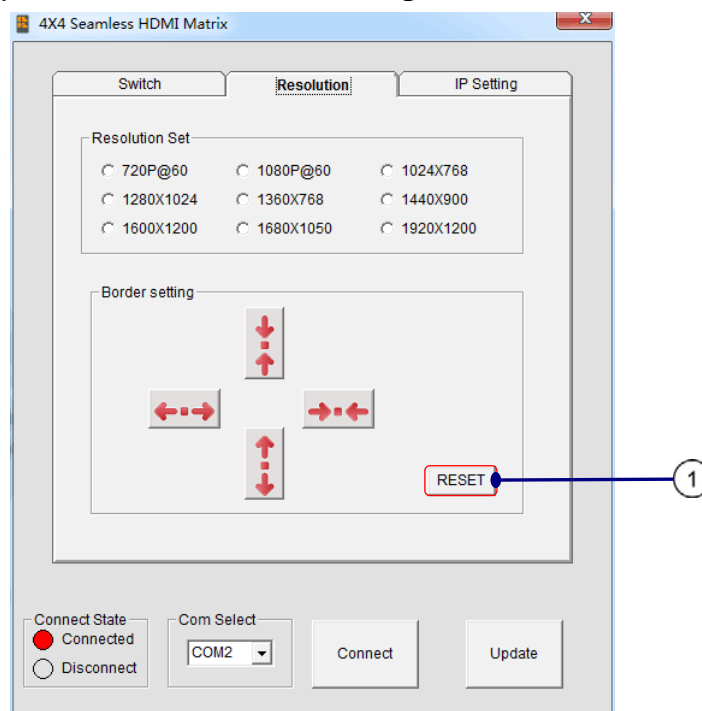 4X4 Seamless HDMI Matrix
Switch Resolution IP Setting
Resolution Set
720P@60 1080P@60 1024X768
1280X1024 1360X768 1440X900
1600X1200 1680X1050 1920X1200
Border setting
RESET
1
Connect State Com Select
Connected
COM2 Connect Update
Disconnect